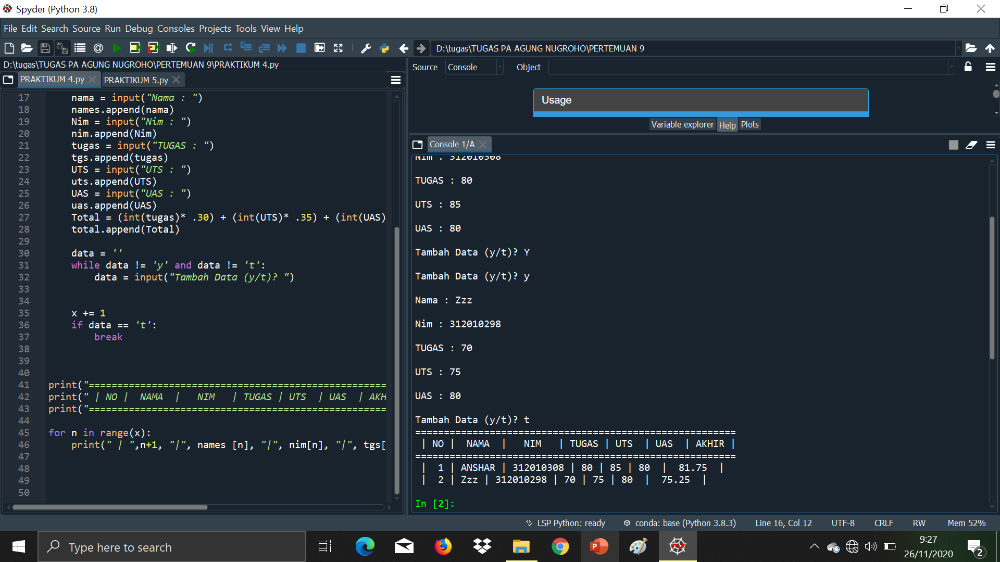 Spyder (Python 3.8)
File Edit Search Source Run Debug Consoles Projects Tools View Help
D:\tugas\TUGAS PA AGUNG NUGROHO\PERTEMUAN 9
D:\tugas\TUGAS PA AGUNG NUGROHO\PERTEMUAN 9\PRAKTIKUM 4.py
PRAKTIKUM 4.py PRAKTIKUM 5.py
17 nama = input("Nama : ")
18 names.append(nama)
19 Nim = input("Nim : ")
20 nim.append(Nim)
21 tugas = input("TUGAS : ")
22 tgs.append(tugas)
23 UTS = input("UTS : ")
24 uts.append(UTS)
25 UAS = input("UAS : ")
26 uas.append(UAS)
27 Total = (int(tugas)* .30) + (int(UTS)* .35) + (int(UAS)
28 total.append(Total)
29
30 data = ''
31 while data != 'y' and data != 't':
32 data = input("Tambah Data (y/t)? ")
33
34
35 x += 1
36 if data == 't':
37 break
38
39
40
41 print("====================================================
42 print(" | NO |  NAMA  |   NIM   | TUGAS | UTS  | UAS  | AKH
43 print("====================================================
44
45 for n in range(x):
46 print(" | ",n+1, "|", names [n], "|", nim[n], "|", tgs[
47
48
49
50
Source Console Object
Usage
Variable explorer Help Plots
Console 1/A
Nim : 312010308
TUGAS : 80
UTS : 85
UAS : 80
Tambah Data (y/t)? Y
Tambah Data (y/t)? y
Nama : Zzz
Nim : 312010298
TUGAS : 70
UTS : 75
UAS : 80
Tambah Data (y/t)? t
========================================================
| NO |  NAMA  |   NIM   | TUGAS | UTS  | UAS  | AKHIR |
========================================================
|  1 | ANSHAR | 312010308 | 80 | 85 | 80  |  81.75  |
|  2 | Zzz | 312010298 | 70 | 75 | 80  |  75.25  |
In [2]:
LSP Python: ready conda: base (Python 3.8.3) Line 16, Col 12 UTF-8 CRLF RW Mem 52%
Type here to search
9:27
26/11/2020
2